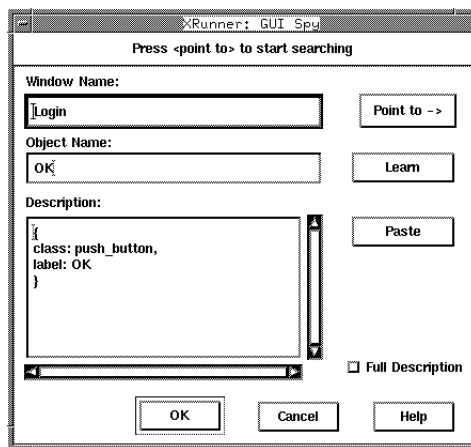 XRunner: GUI Spy
Press <point to> to start searching
Window Name:
Login
Point to ->
Object Name:
OK
Learn
Description:
{
class: push_button,
label: OK
}
Paste
Full Description
OK
Cancel
Help